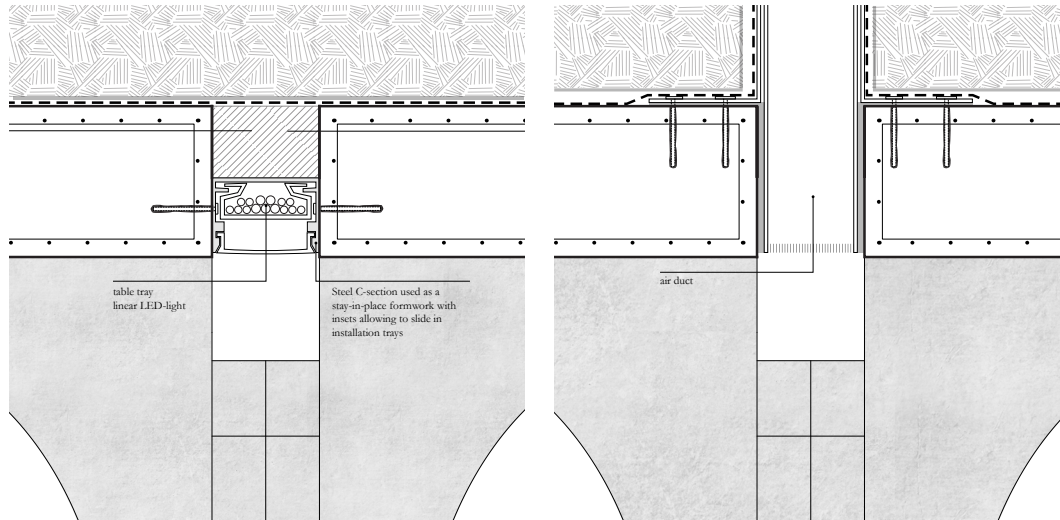 table tray
linear LED-light
Steel C-section used as a
stay-in-place formwork with
insets allowing to slide in
installation trays
air duct